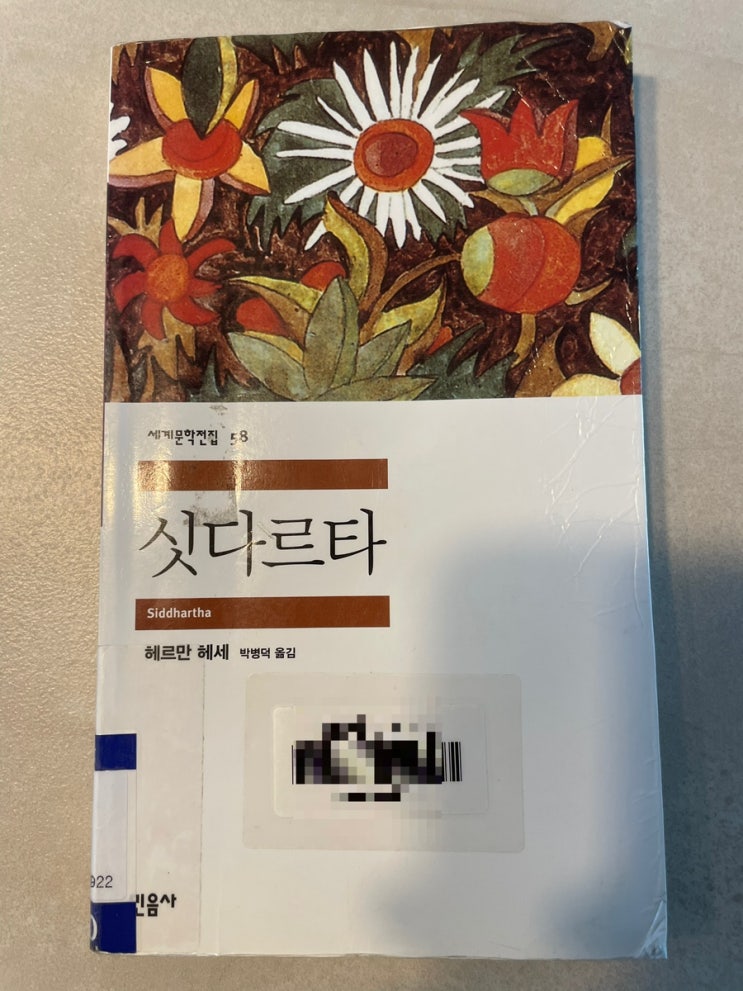 세계문학전집 58
싯다르타
Siddhartha
헤르만 헤세 박병덕 옮김
922
민음사